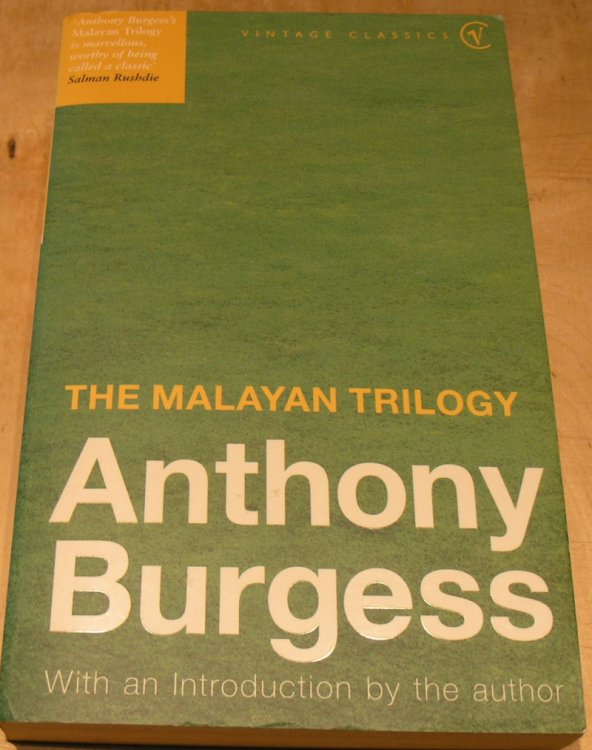 'Anthony Burgess's
Malayan Trilogy
is marvellous,
worthy of being
called a classic'
Salman Rushdie
VINTAGE CLASSICS
THE MALAYAN TRILOGY
Anthony
Burgess
With an Introduction by the author